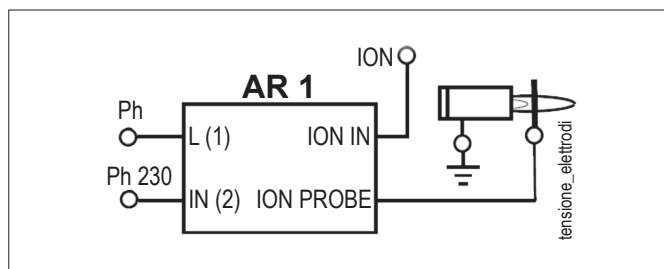 ION
AR 1
Ph
L (1)
ION IN
Ph 230
IN (2)
ION PROBE
tensione_elettrodi